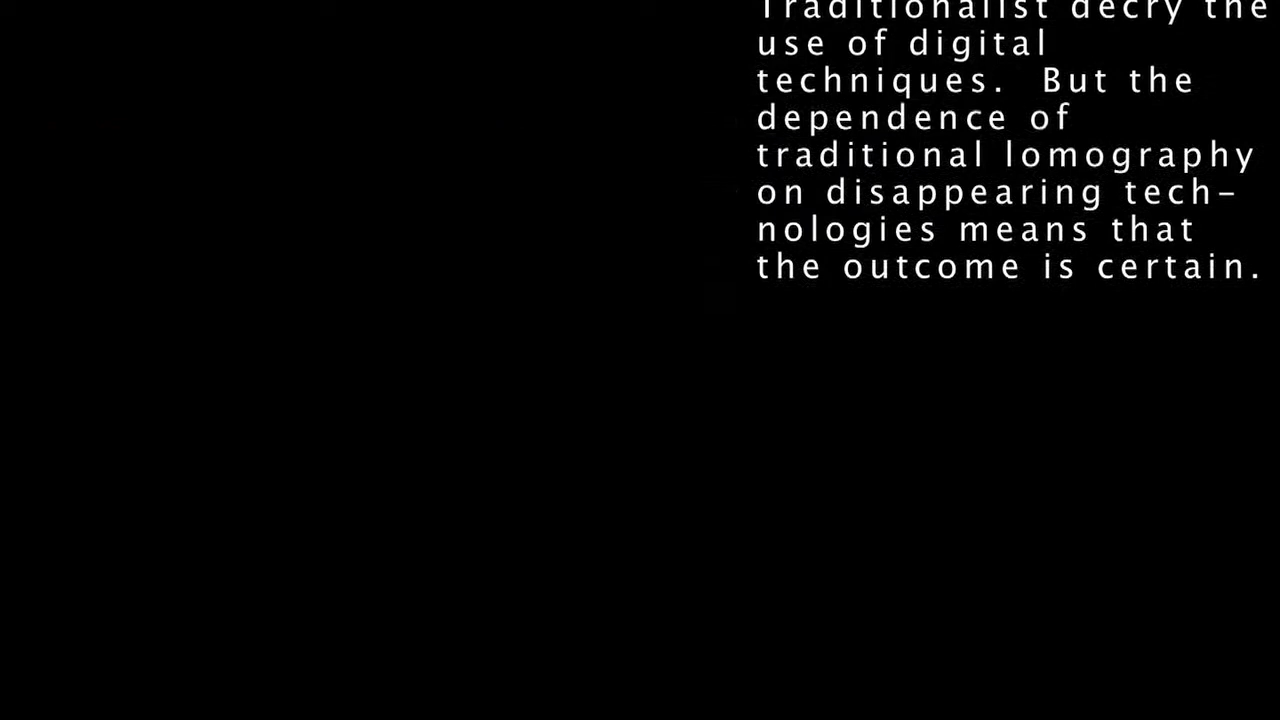 Traditionalist decry the
use of digital
techniques.  But the
dependence of
traditional lomography
on disappearing tech-
nologies means that
the outcome is certain.